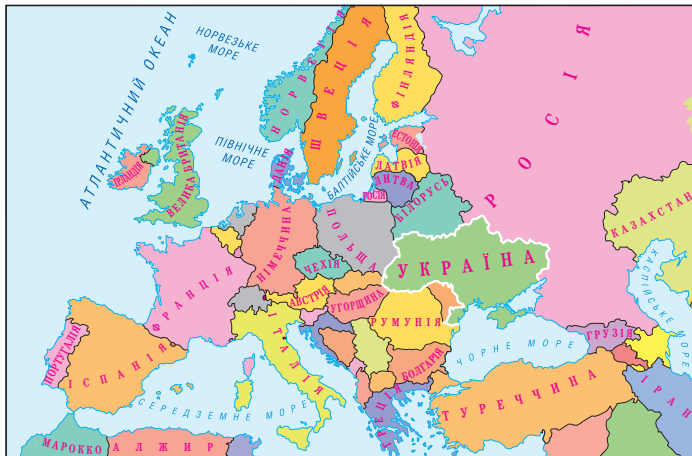 НОРВЕЗЬКЕ
МОРЕ
АТЛАНТИЧНИЙ ОКЕАН
НОРВЕГІЯ
ШВЕЦІЯ
ФІНЛЯНДІЯ
РОСІЯ
ПІВНІЧНЕ
МОРЕ
БАЛТІЙСЬКЕ МОРЕ
ЕСТОНІЯ
ЛАТВІЯ
ЛИТВА
РОСІЯ
ДАНІЯ
ІРЛАНДІЯ
ВЕЛИКА БРИТАНІЯ
БІЛОРУСЬ
ПОЛЬЩА
НІМЕЧЧИНА
КАЗАХСТАН
УКРАЇНА
ЧЕХІЯ
ФРАНЦІЯ
АВСТРІЯ
УГОРЩИНА
РУМУНІЯ
КАСПІЙСЬКЕ МОРЕ
ІТАЛІЯ
ЧОРНЕ МОРЕ
ГРУЗІЯ
ПОРТУГАЛІЯ
ІСПАНІЯ
БОЛГАРІЯ
ГРЕЦІЯ
ТУРЕЧЧИНА
ІРАН
СЕРЕДЗЕМНЕ МОРЕ
МАРОККО
АЛЖИР